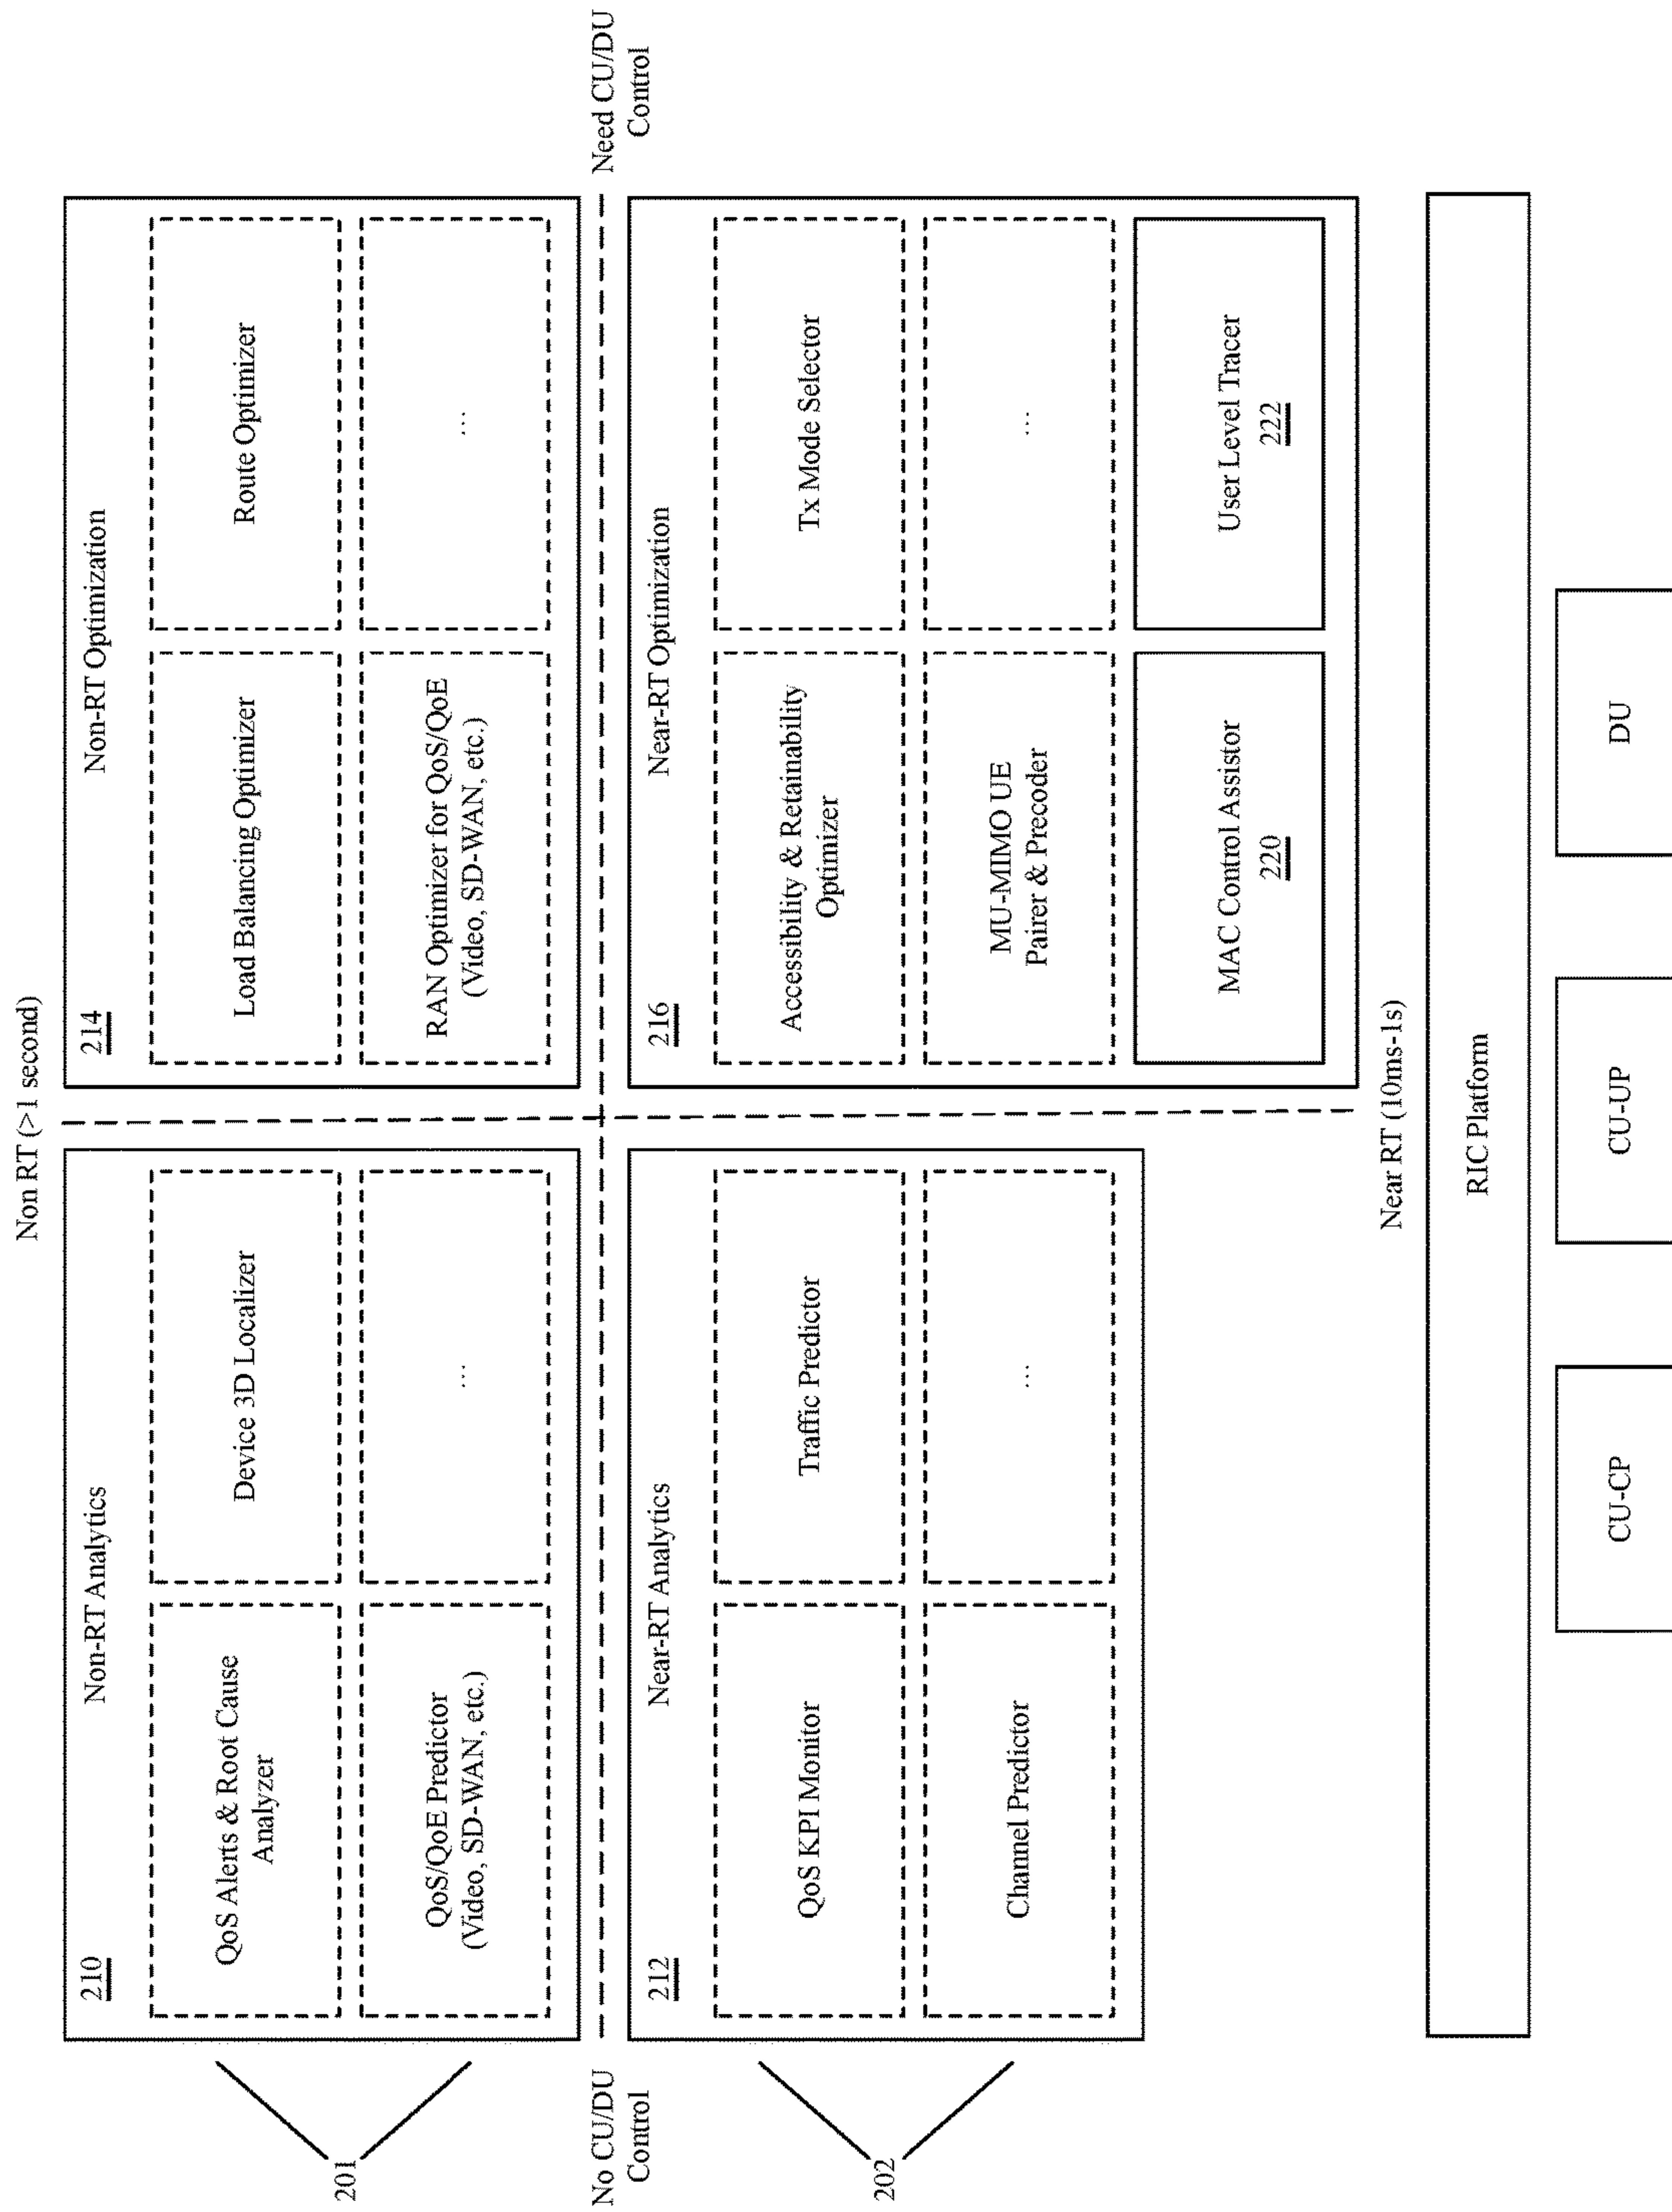 Non RT (>1 second)
210
Non-RT Analytics
QoS Alerts & Root Cause
Analyzer
Device 3D Localizer
QoS/QoE Predictor
(Video, SD-WAN, etc.)
...
201
214
Non-RT Optimization
Load Balancing Optimizer
Route Optimizer
RAN Optimizer for QoS/QoE
(Video, SD-WAN, etc.)
...
No CU/DU
Control
Need CU/DU
Control
212
Near-RT Analytics
QoS KPI Monitor
Traffic Predictor
Channel Predictor
...
202
216
Near-RT Optimization
Accessibility & Retainability
Optimizer
Tx Mode Selector
MU-MIMO UE
Pairer & Precoder
...
MAC Control Assistor
220
User Level Tracer
222
Near RT (10ms-1s)
RIC Platform
CU-CP
CU-UP
DU